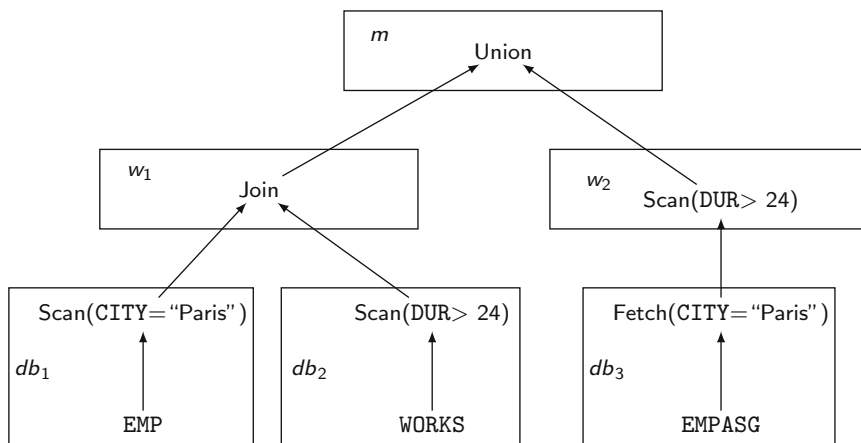 m
Union
w₁
Join
w₂
Scan(DUR> 24)
Scan(CITY=“Paris”)
Scan(DUR> 24)
Fetch(CITY=“Paris”)
db₁
db₂
db₃
EMP
WORKS
EMPASG